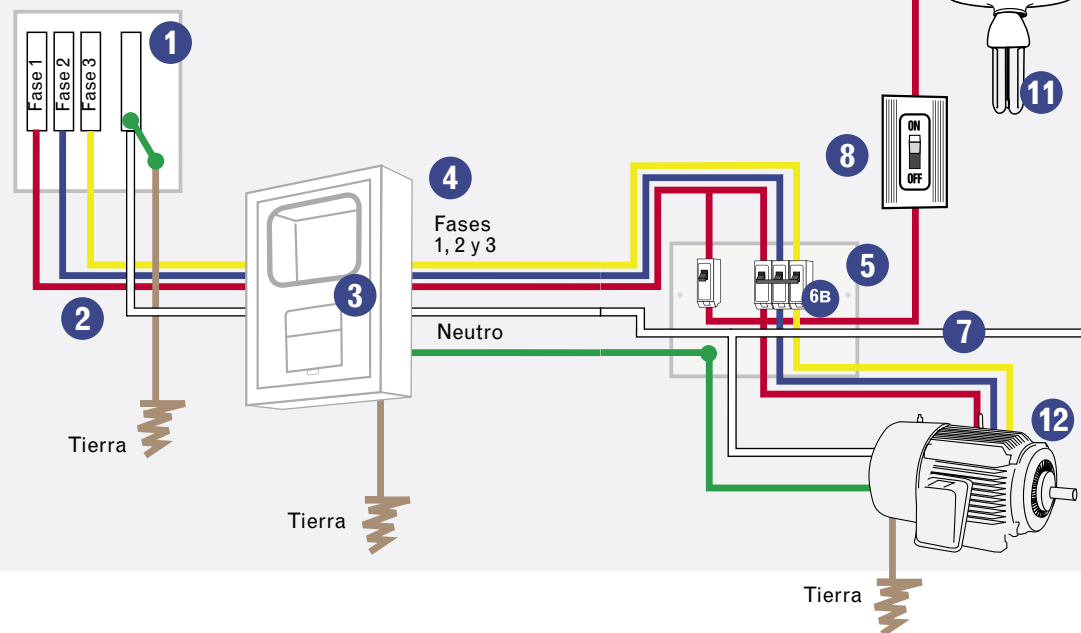 1
Fase 1
Fase 2
Fase 3
11
ON
OFF
8
4
Fases
1, 2 y 3
5
3
6B
2
Neutro
7
12
Tierra
Tierra
Tierra